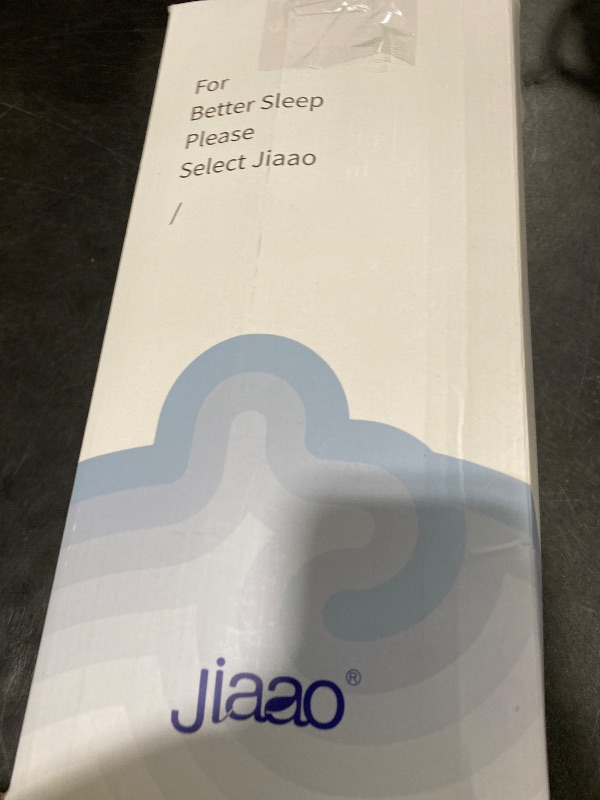 For
Better Sleep
Please
Select Jiaao
/
Jiaao®